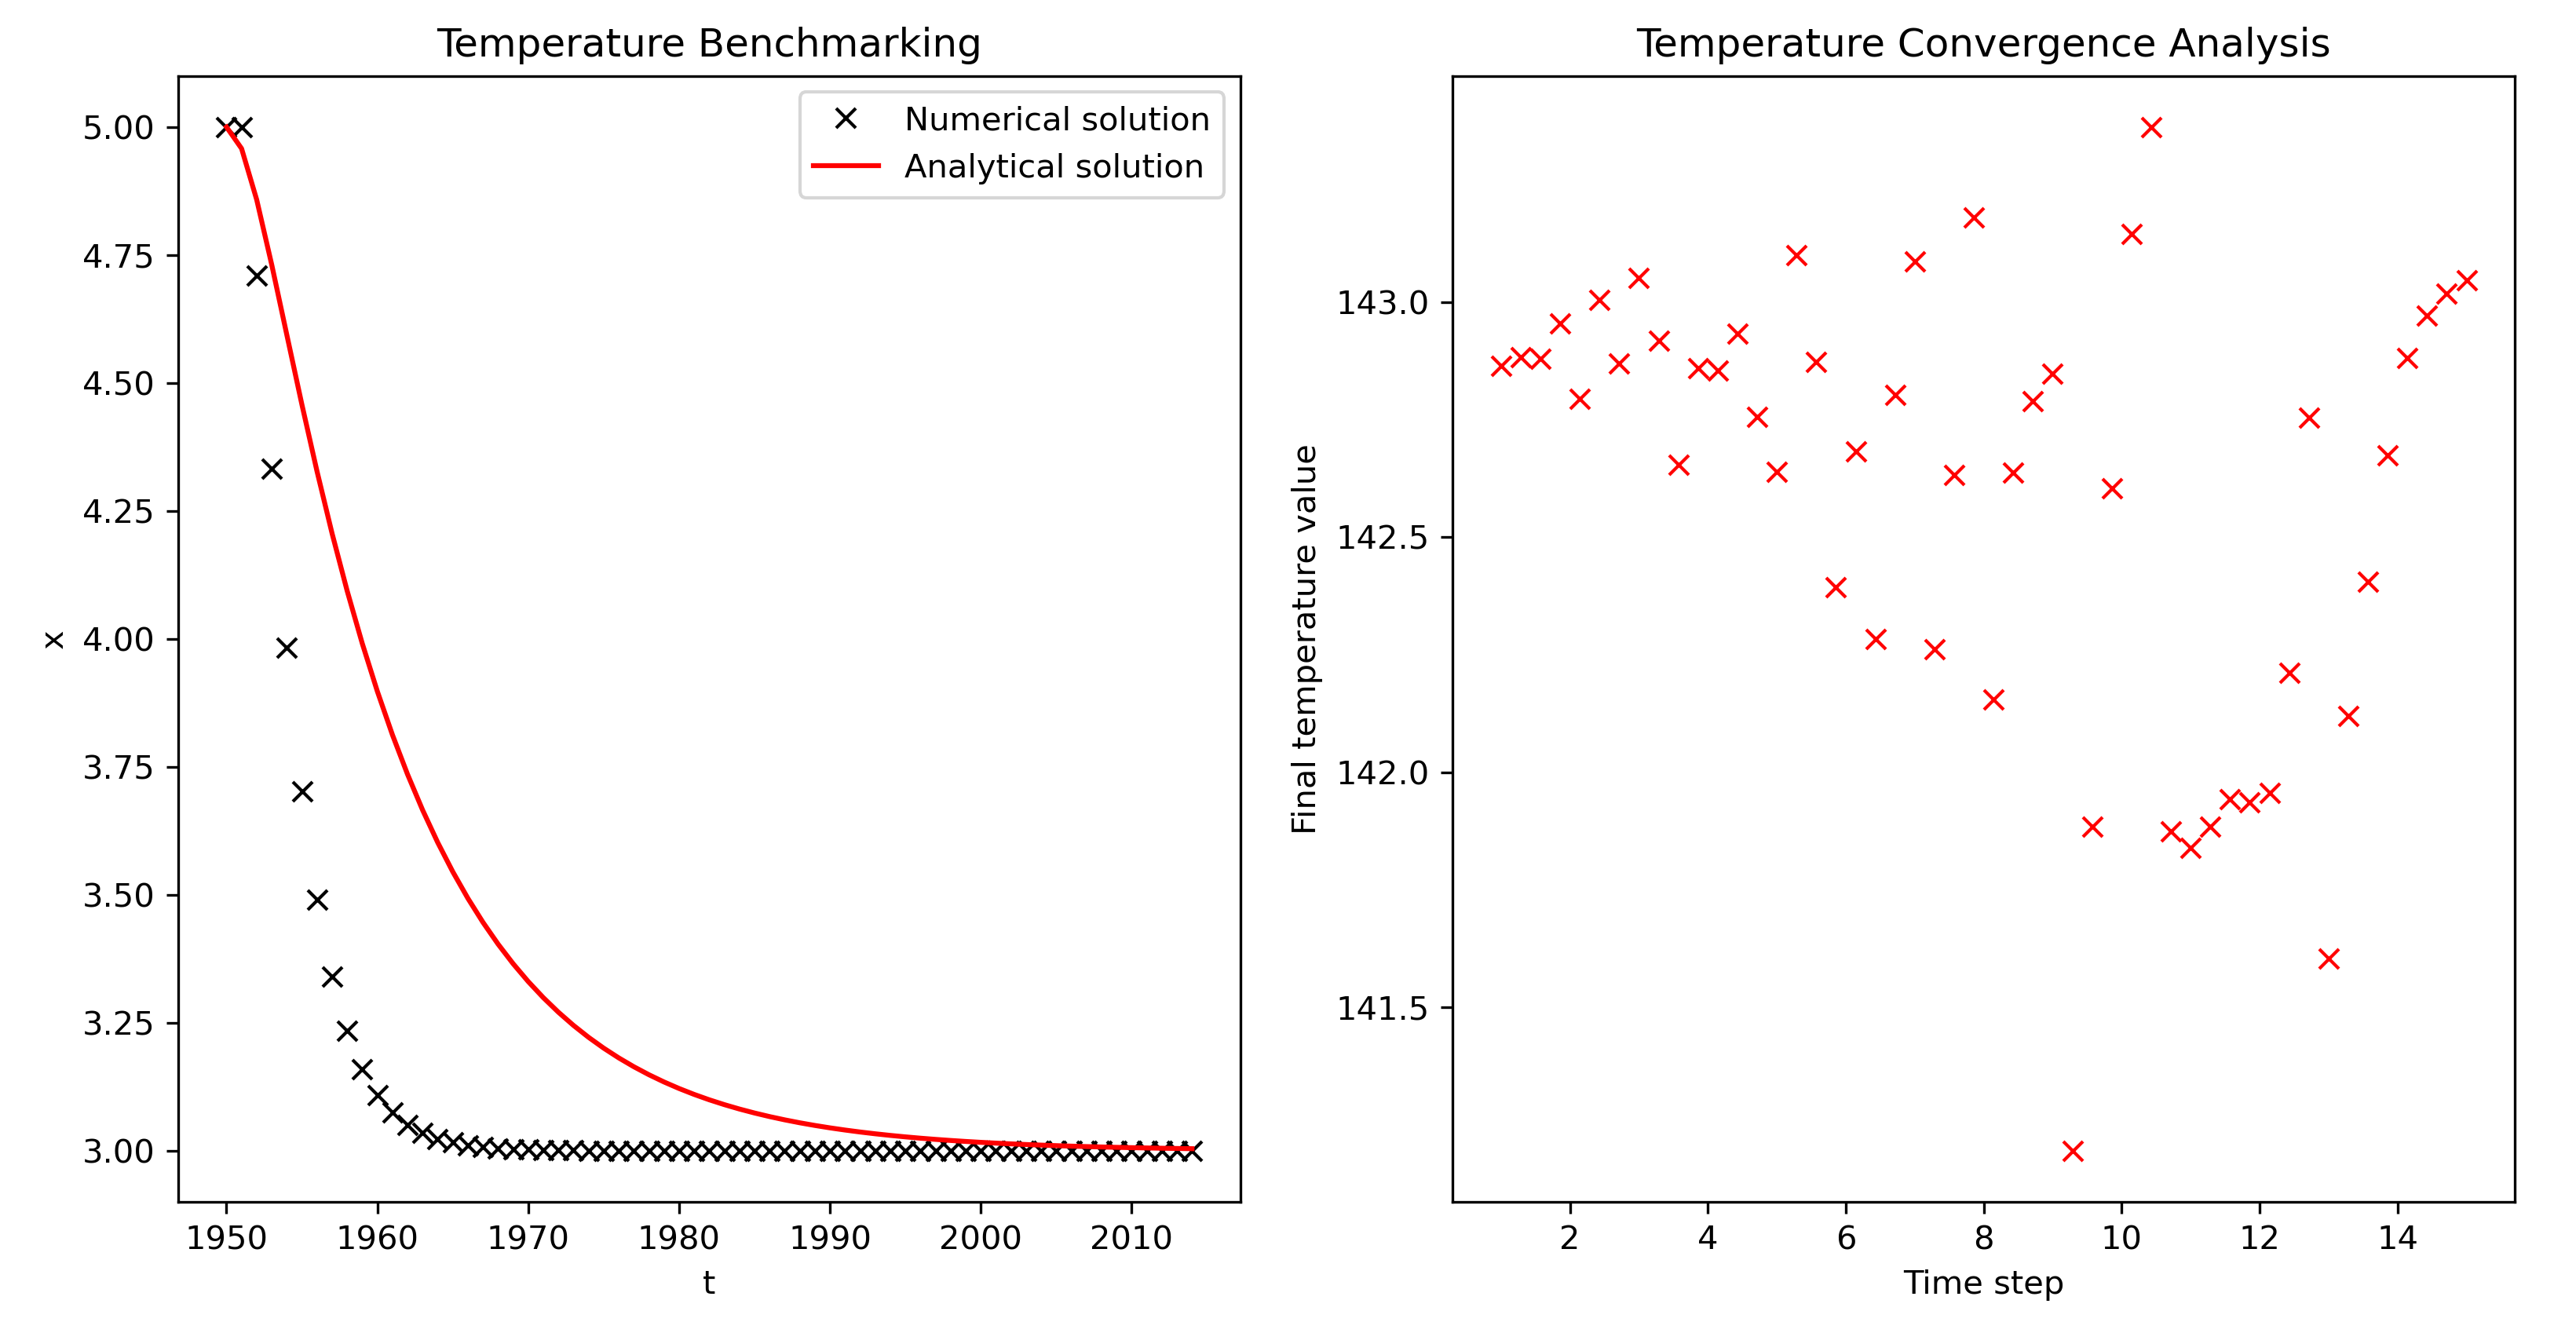 Temperature Benchmarking
Numerical solution
Analytical solution
5.00
4.75
4.50
4.25
4.00
3.75
3.50
3.25
3.00
x
1950 1960 1970 1980 1990 2000 2010
t
Temperature Convergence Analysis
143.0
142.5
142.0
141.5
Final temperature value
2 4 6 8 10 12 14
Time step